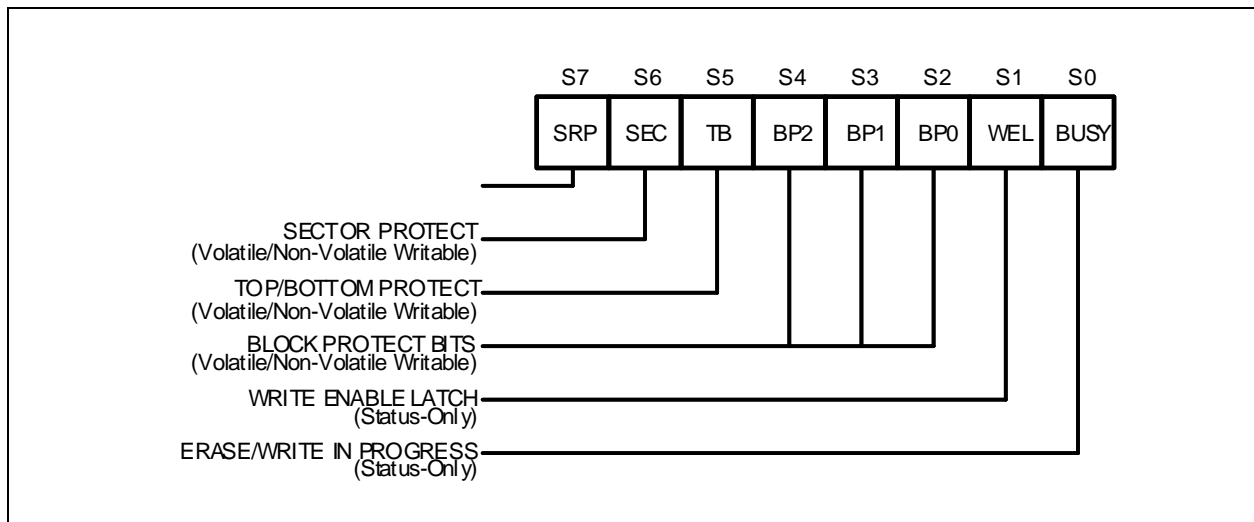 S7 S6 S5 S4 S3 S2 S1 S0
SRP SEC TB BP2 BP1 BP0 WEL BUSY
SECTOR PROTECT
(Volatile/Non-Volatile Writable)
TOP/BOTTOM PROTECT
(Volatile/Non-Volatile Writable)
BLOCK PROTECT BITS
(Volatile/Non-Volatile Writable)
WRITE ENABLE LATCH
(Status-Only)
ERASE/WRITE IN PROGRESS
(Status-Only)